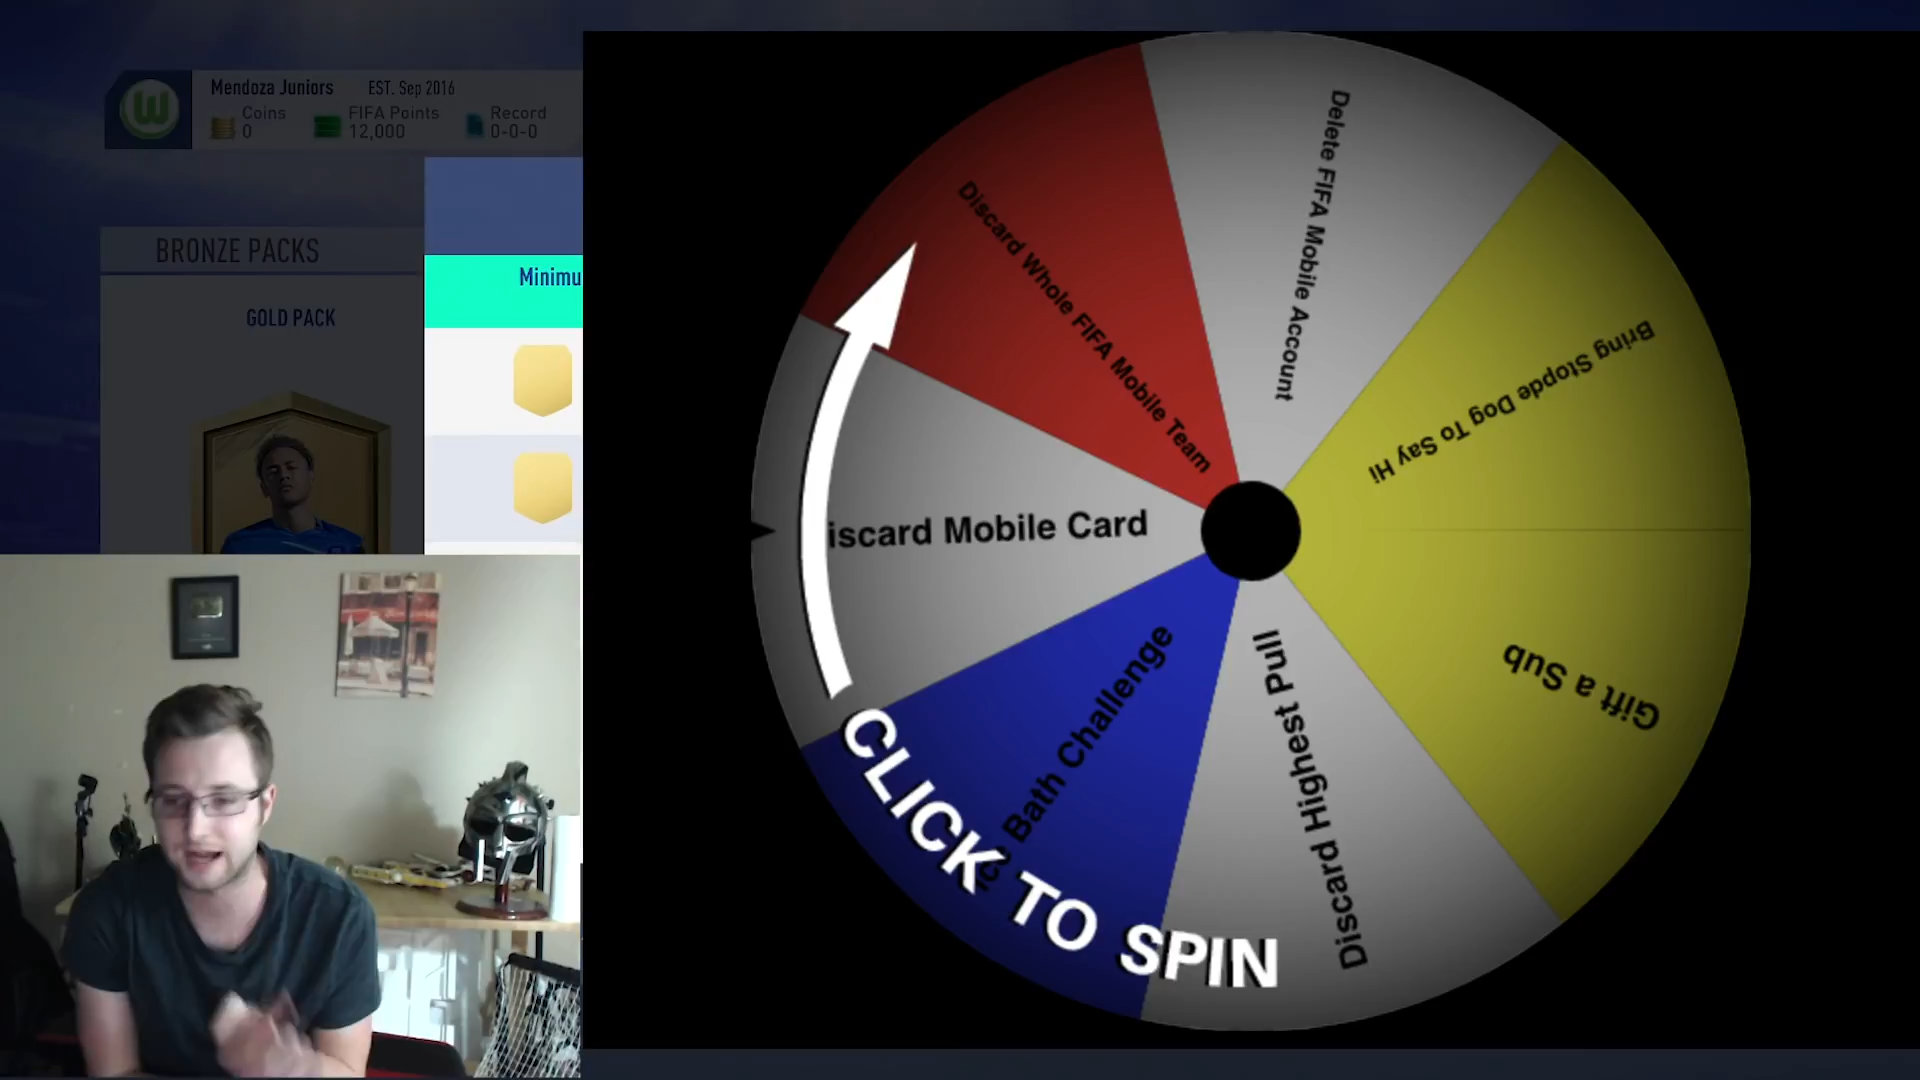 Mendoza Juniors EST. Sep 2016
Coins FIFA Points Record
0 12,000 0-0-0
BRONZE PACKS
GOLD PACK
Minimu
Delete FIFA Mobile Account
Discard Whole FIFA Mobile Team
Bring Stopde Dog To Say Hi
iscard Mobile Card
Gift a Sub
Bath Challenge
Discard Highest Pull
CLICK TO SPIN